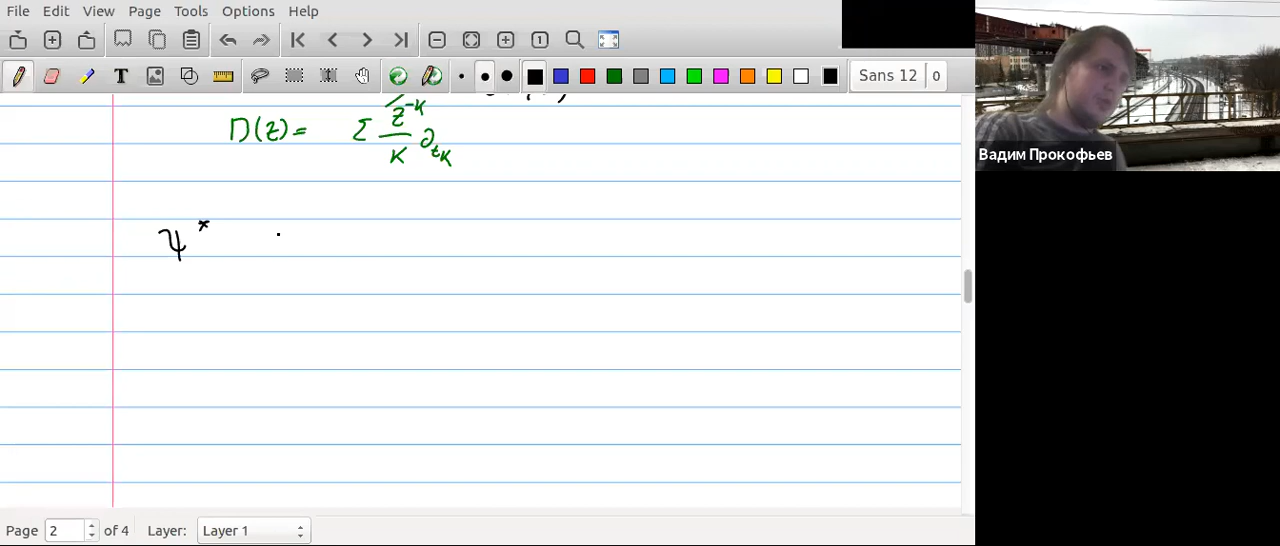 File Edit View Page Tools Options Help
Sans 12 0
D(z) = Σ z^{-k}/k ∂_{t_k}
ψ*
Вадим Прокофьев
Page 2 of 4 Layer: Layer 1